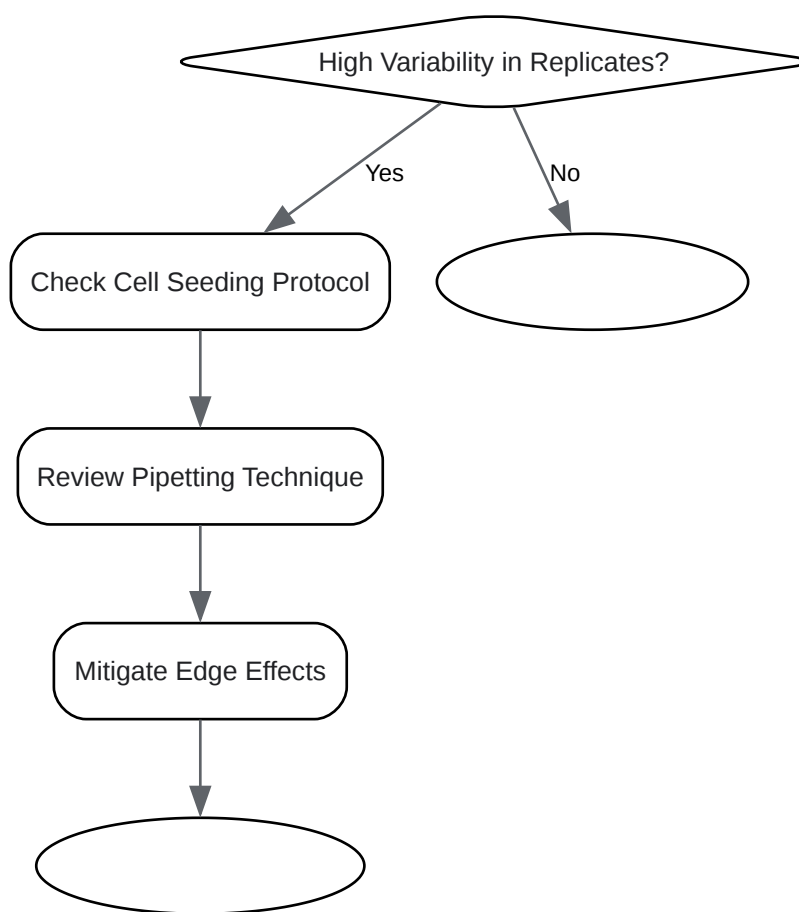 High Variability in Replicates?
Yes
No
Check Cell Seeding Protocol
Review Pipetting Technique
Mitigate Edge Effects